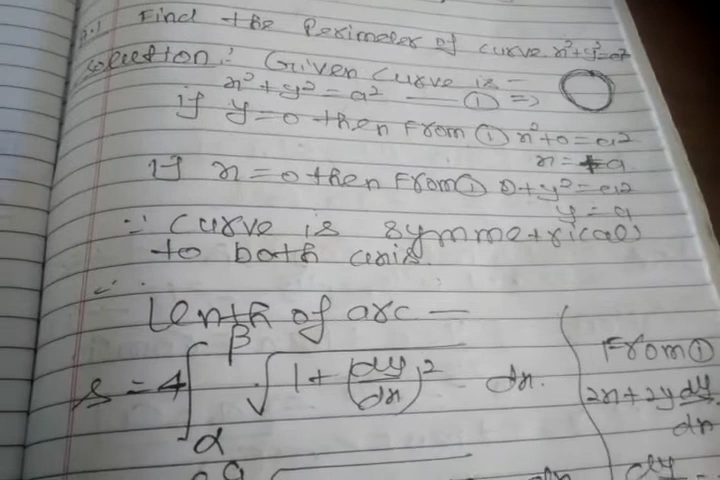 Q.1 Find the Perimeter of curve x²+y²=a²
Solution: Given Curve is -
x²+y² = a² — ① ⇒
if y=0 then From ① x²+0=a²
x=±a
If x=0 then From ① 0+y²=a²
y=a
∵ Curve is symmetrical
to both axis.
∴ Lenth of arc —
s = 4∫αβ √1+(dy/dx)² dx.
From ①
2x+2y dy/dx